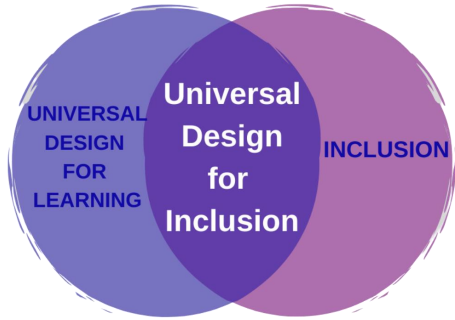 UNIVERSAL
DESIGN
FOR
LEARNING
Universal
Design
for
Inclusion
INCLUSION